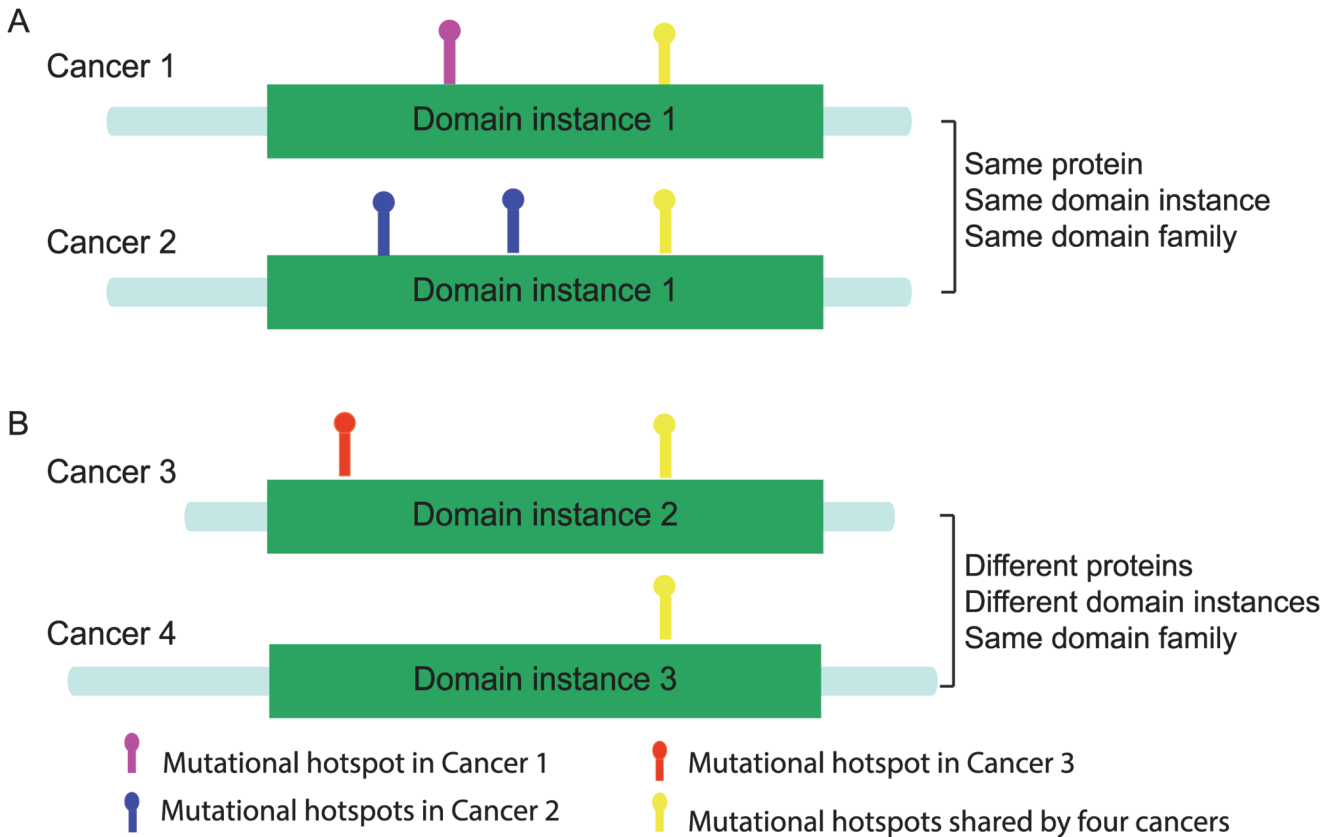 A
Cancer 1
Domain instance 1
Cancer 2
Domain instance 1
Same protein
Same domain instance
Same domain family
B
Cancer 3
Domain instance 2
Cancer 4
Domain instance 3
Different proteins
Different domain instances
Same domain family
Mutational hotspot in Cancer 1
Mutational hotspots in Cancer 2
Mutational hotspot in Cancer 3
Mutational hotspots shared by four cancers